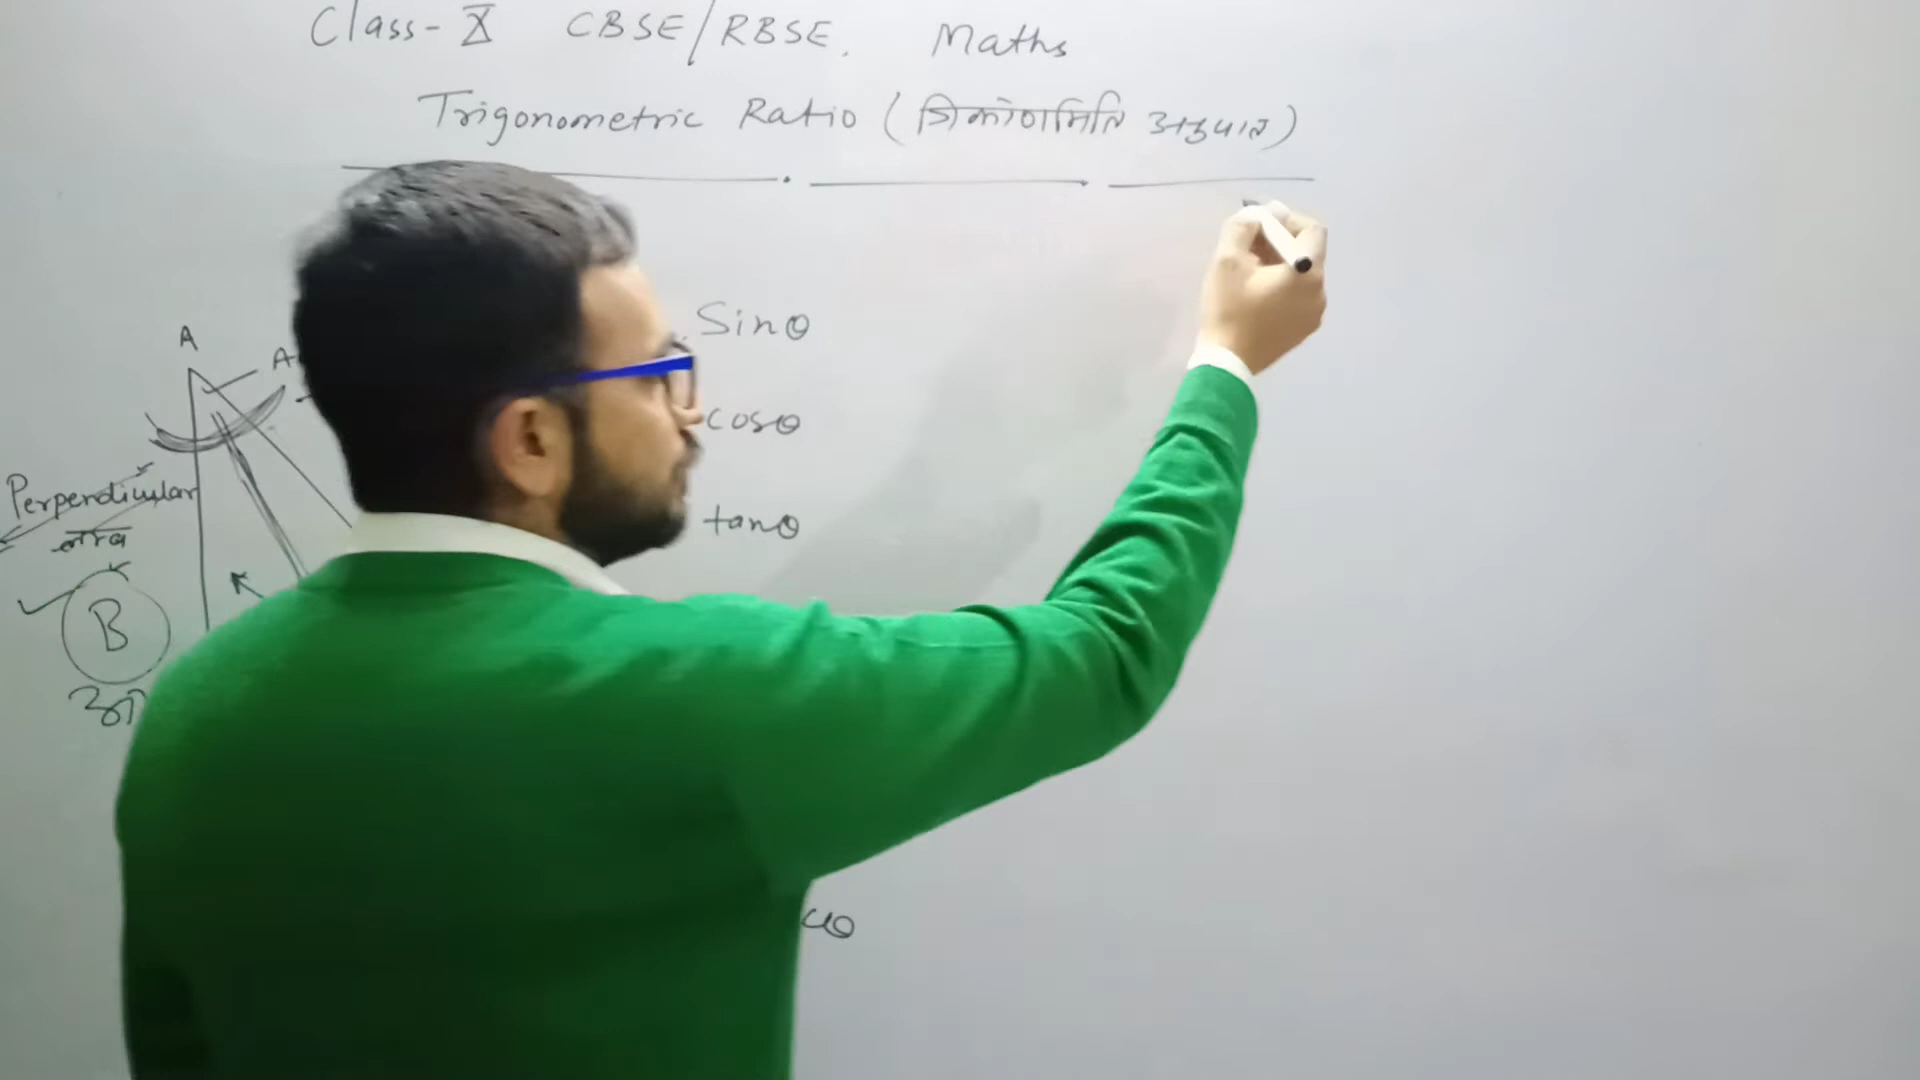 Class-X CBSE/RBSE. Maths
Trigonometric Ratio (त्रिकोणमिति अनुपात)
A
A
Sinθ
cosθ
Perpendicular
लम्ब
tanθ
B